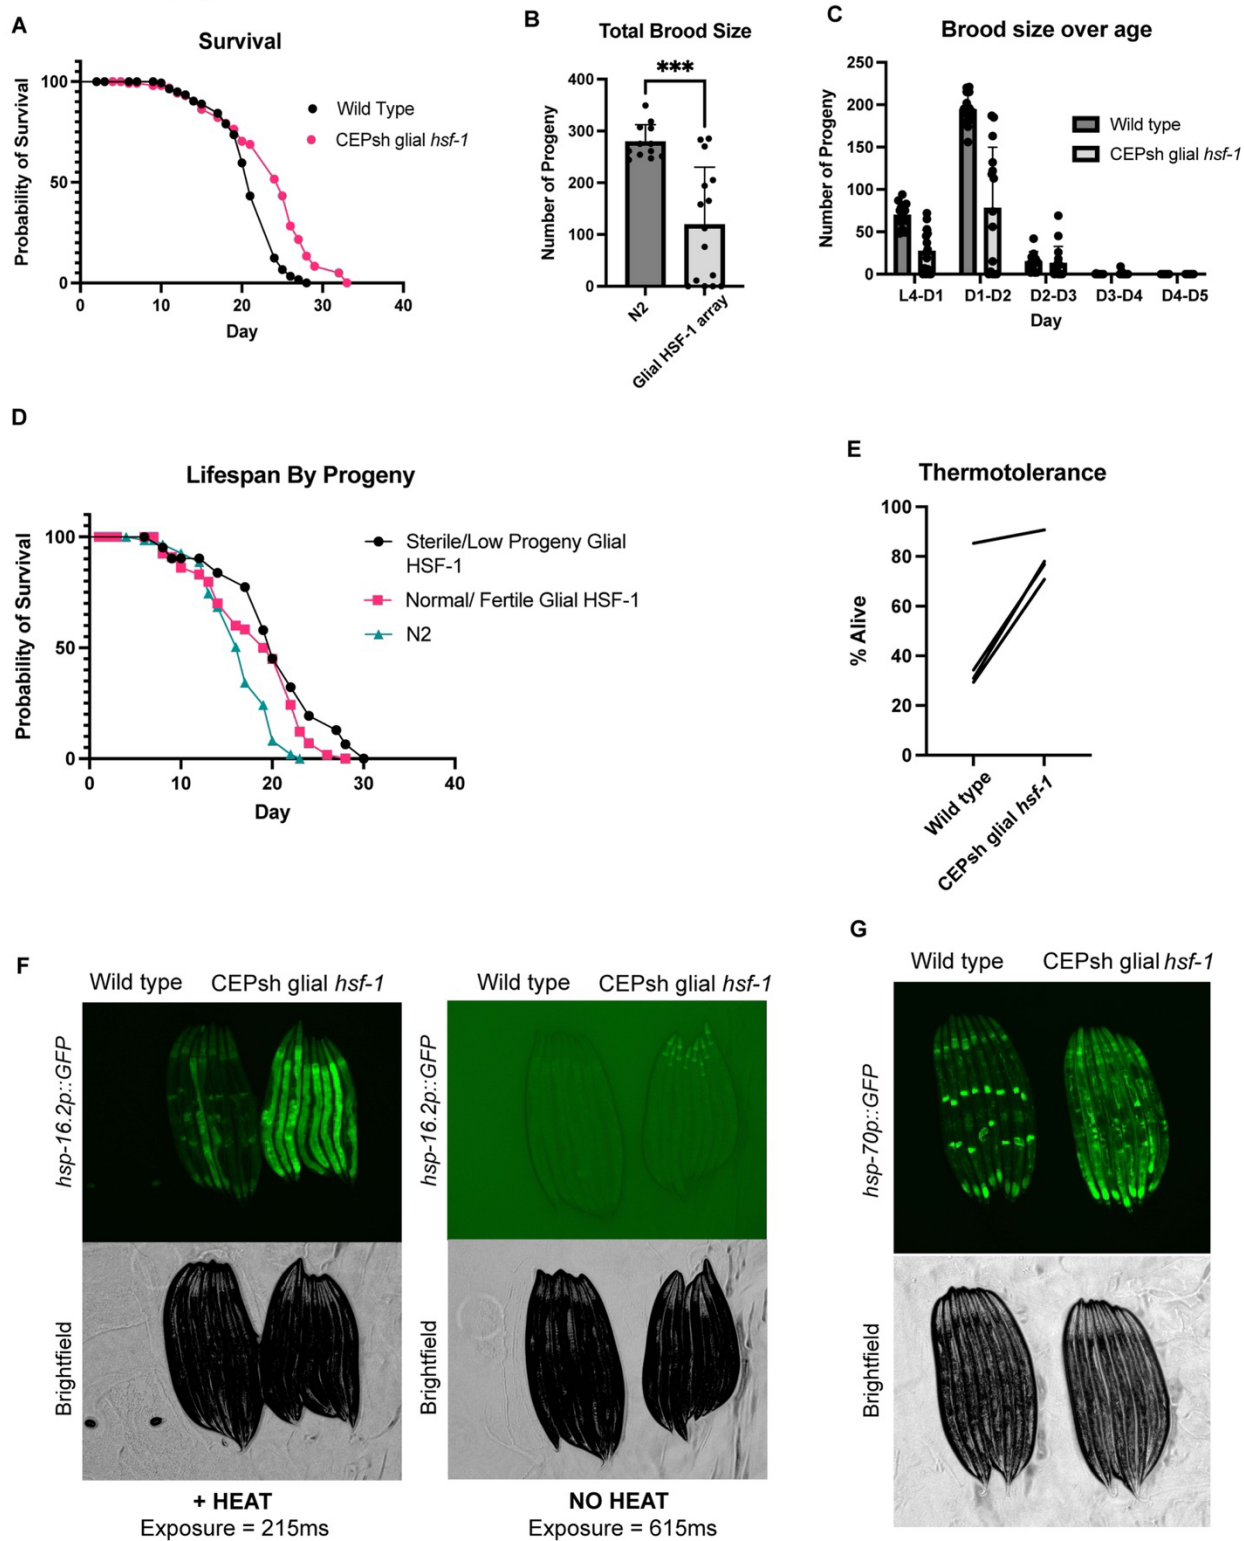 A
Survival
100
50
0
0 10 20 30 40
Probability of Survival
Day
Wild Type
CEPsh glial hsf-1
B
Total Brood Size
***
400
300
200
100
0
Number of Progeny
N2
Glial HSF-1 array
C
Brood size over age
250
200
150
100
50
0
Number of Progeny
L4-D1 D1-D2 D2-D3 D3-D4 D4-D5
Day
Wild type
CEPsh glial hsf-1
D
Lifespan By Progeny
100
50
0
0 10 20 30 40
Probability of Survival
Day
Sterile/Low Progeny Glial
HSF-1
Normal/ Fertile Glial HSF-1
N2
E
Thermotolerance
100
80
60
40
20
0
% Alive
Wild type
CEPsh glial hsf-1
F
Wild type CEPsh glial hsf-1
hsp-16.2p::GFP
Brightfield
+ HEAT
Exposure = 215ms
Wild type CEPsh glial hsf-1
hsp-16.2p::GFP
Brightfield
NO HEAT
Exposure = 615ms
G
Wild type CEPsh glial hsf-1
hsp-70p::GFP
Brightfield